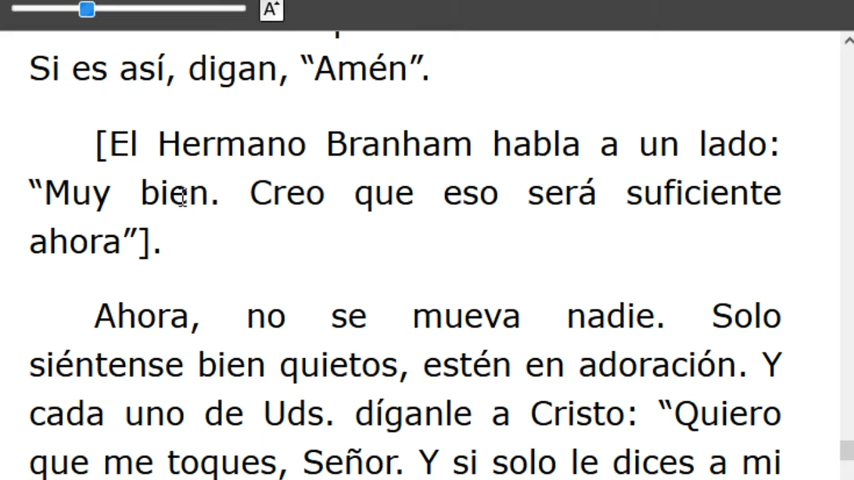 A
Si es así, digan, “Amén”.
[El Hermano Branham habla a un lado:
“Muy bien. Creo que eso será suficiente
ahora”].
Ahora, no se mueva nadie. Solo
siéntense bien quietos, estén en adoración. Y
cada uno de Uds. díganle a Cristo: “Quiero
que me toques, Señor. Y si solo le dices a mi